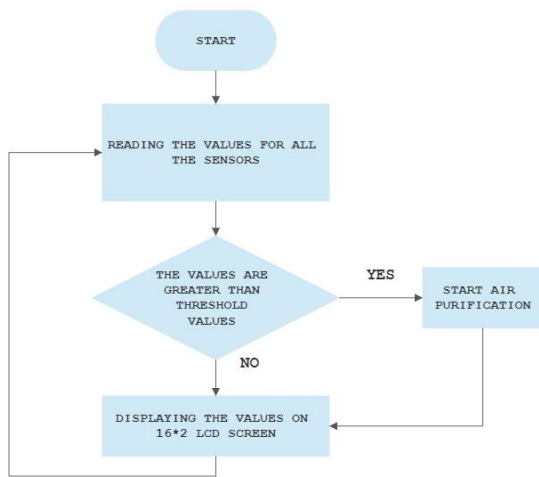 START
READING THE VALUES FOR ALL
THE SENSORS
THE VALUES ARE
GREATER THAN
THRESHOLD
VALUES
YES
START AIR
PURIFICATION
NO
DISPLAYING THE VALUES ON
16*2 LCD SCREEN